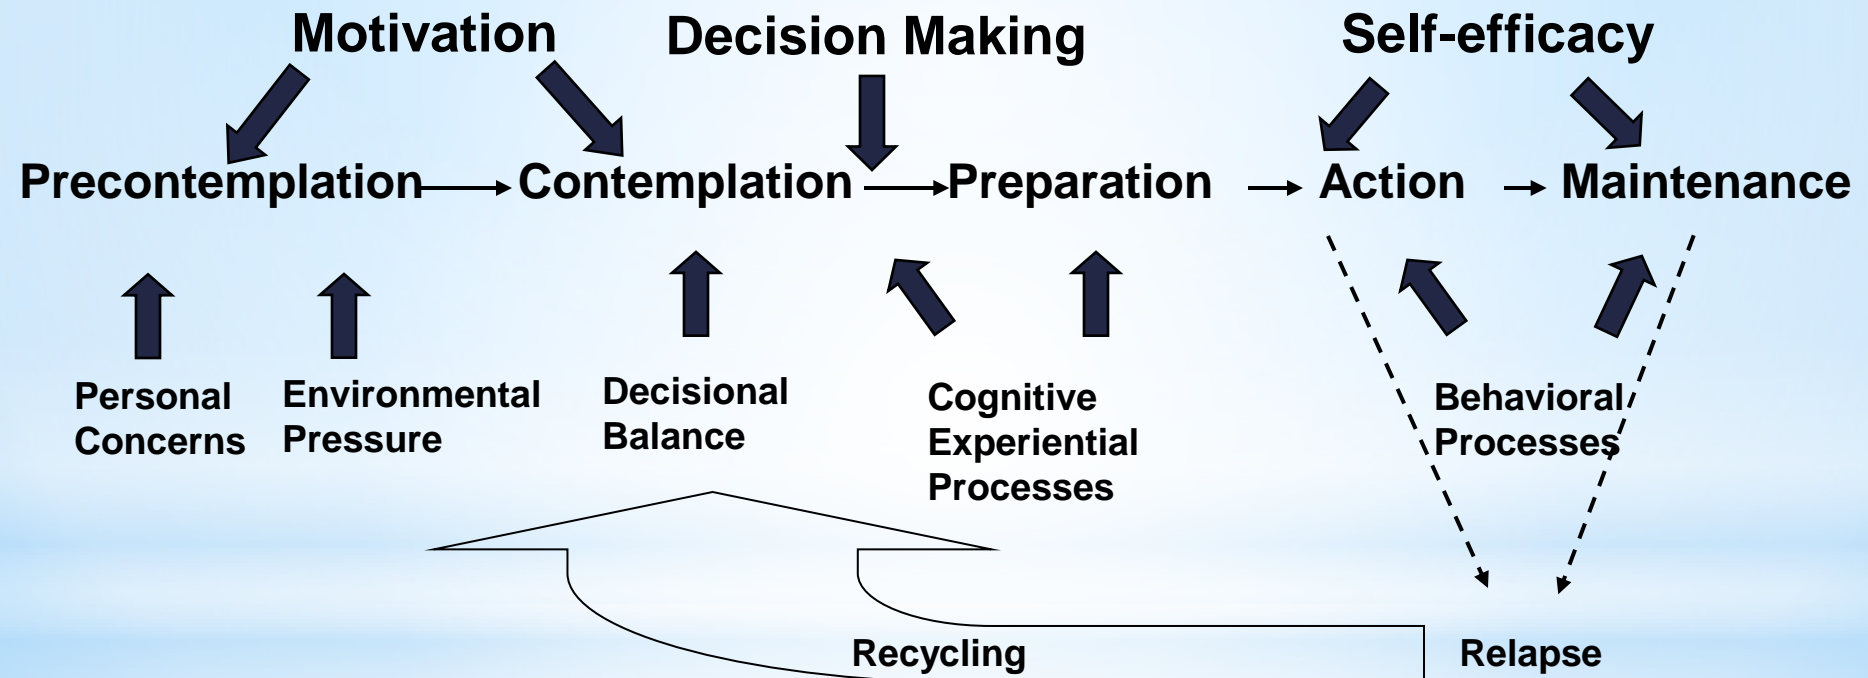 Motivation
Decision Making
Self-efficacy
Precontemplation
Contemplation
Preparation
Action
Maintenance
Personal
Concerns
Environmental
Pressure
Decisional
Balance
Cognitive
Experiential
Processes
Behavioral
Processes
Recycling
Relapse